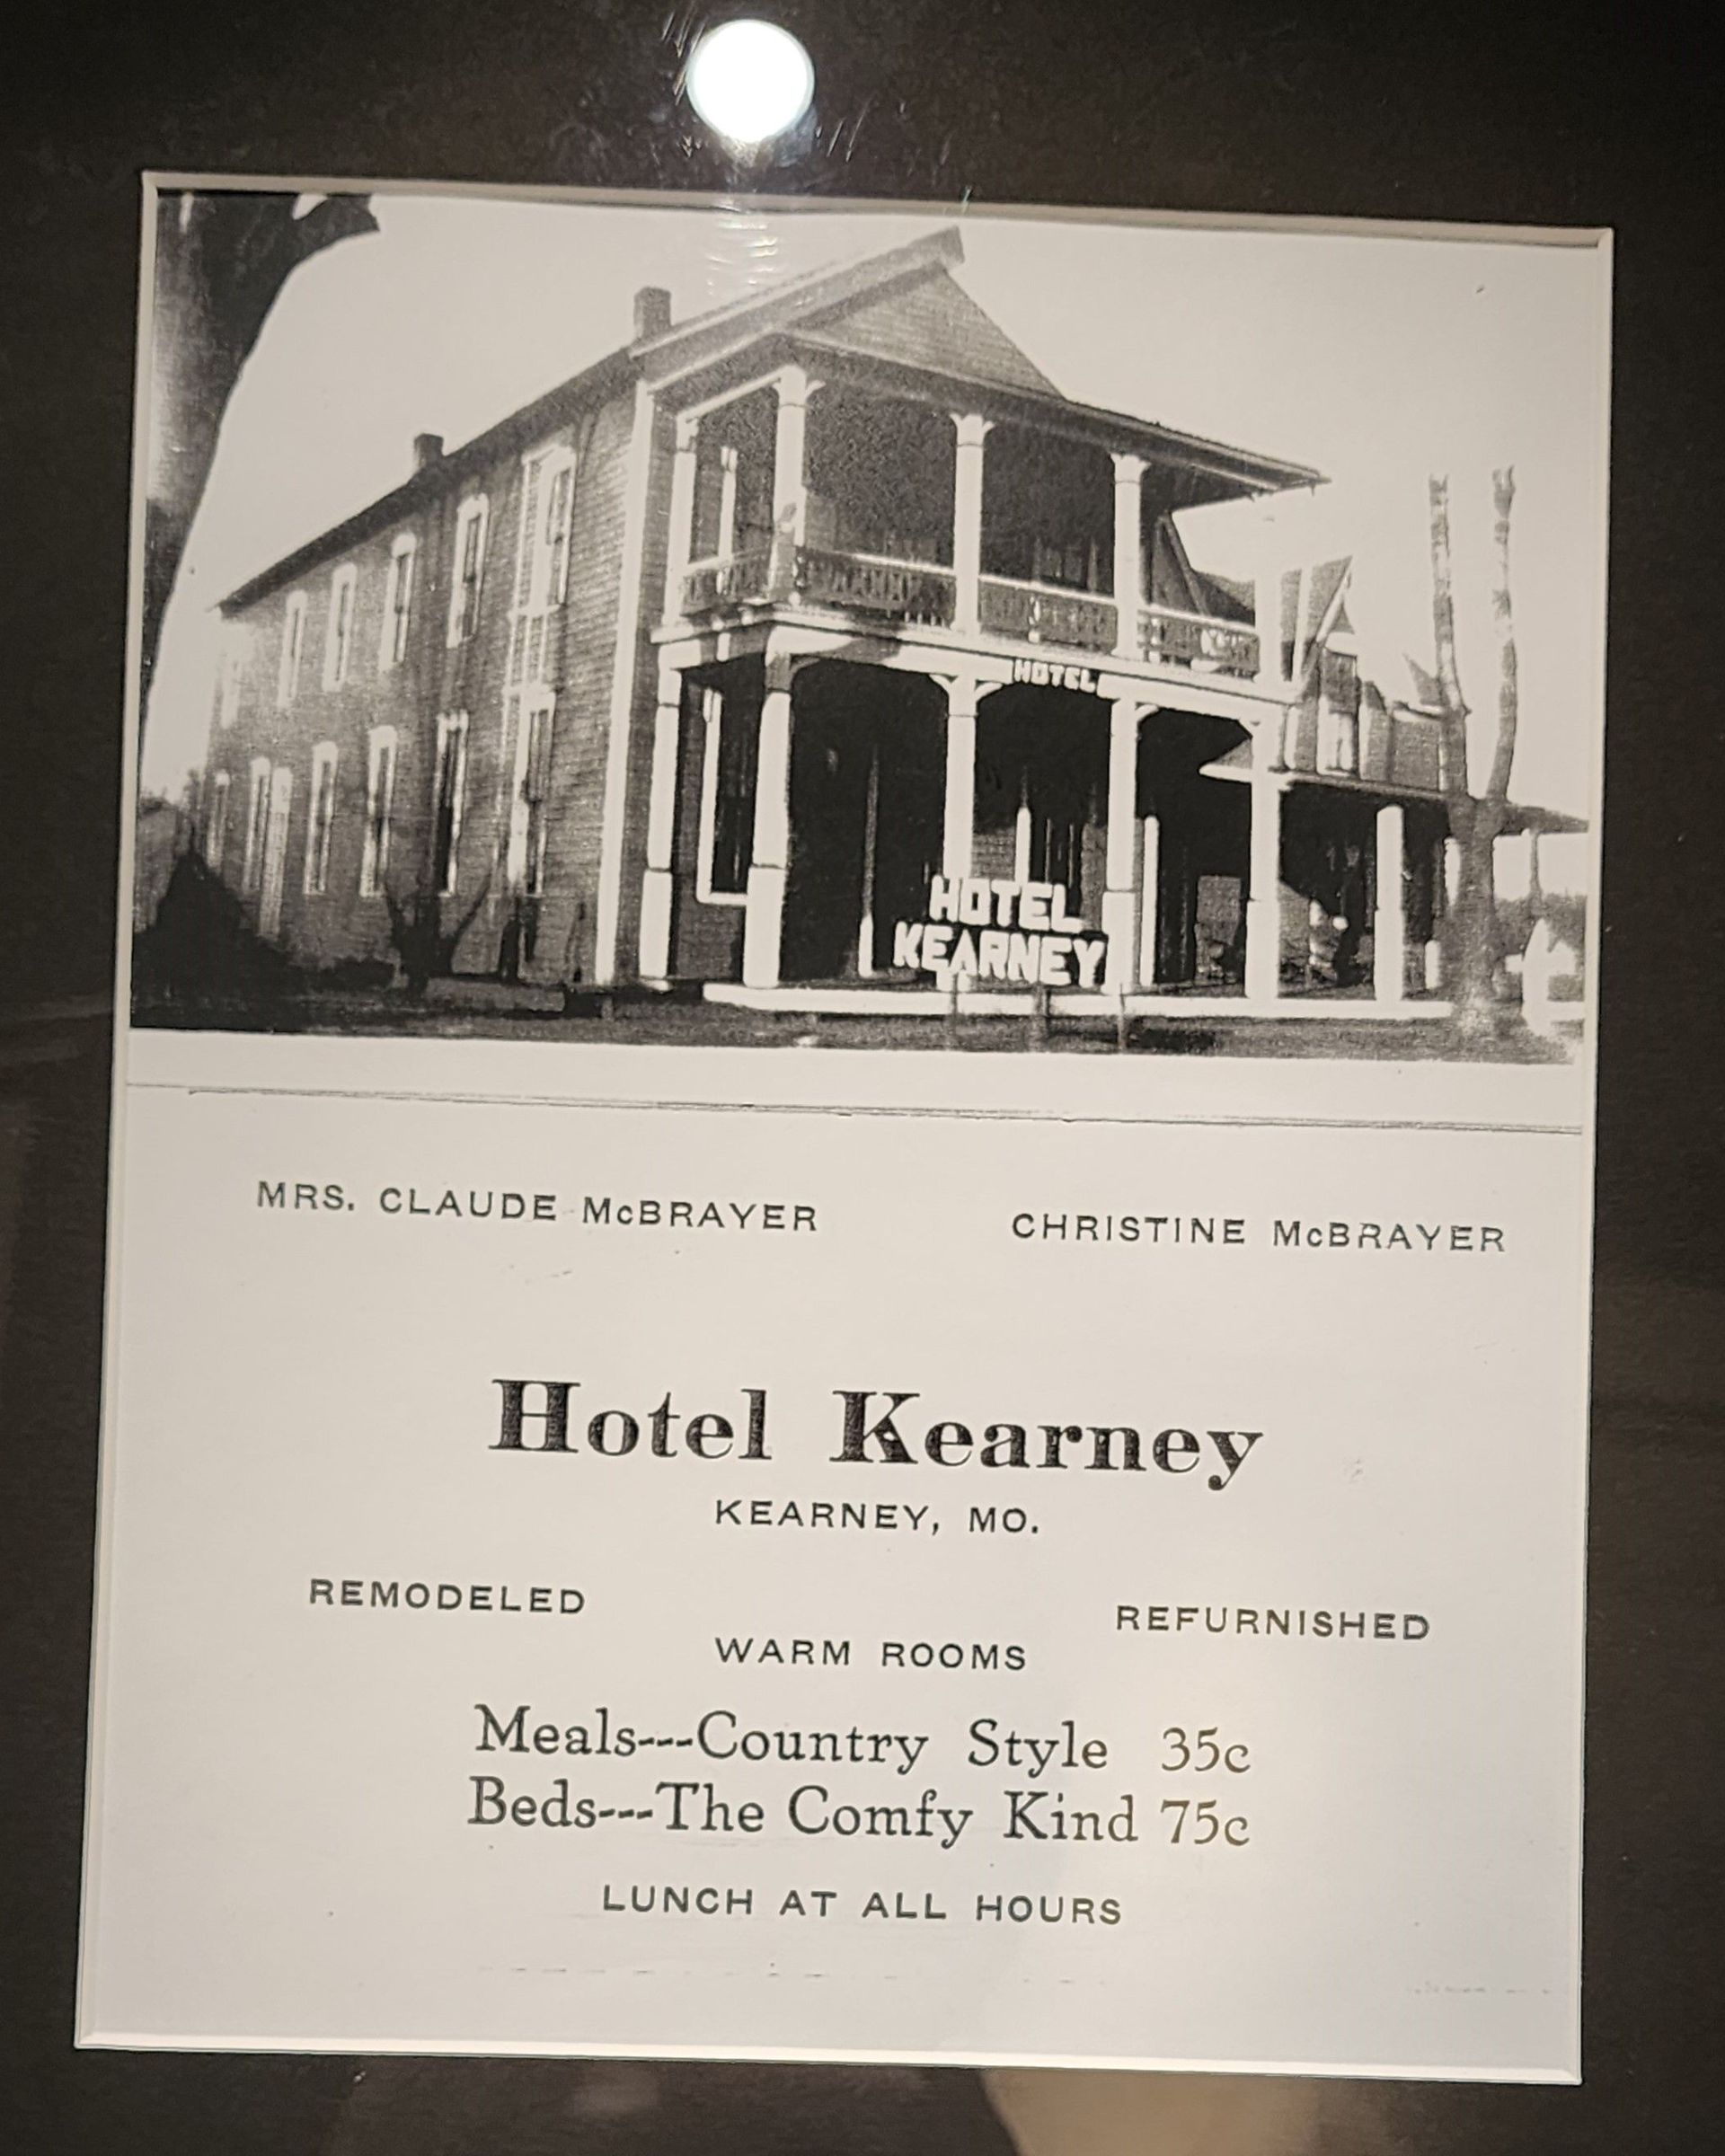 HOTEL
HOTEL
KEARNEY
MRS. CLAUDE McBRAYER
CHRISTINE McBRAYER
Hotel Kearney
KEARNEY, MO.
REMODELED
REFURNISHED
WARM ROOMS
Meals---Country Style 35c
Beds---The Comfy Kind 75c
LUNCH AT ALL HOURS